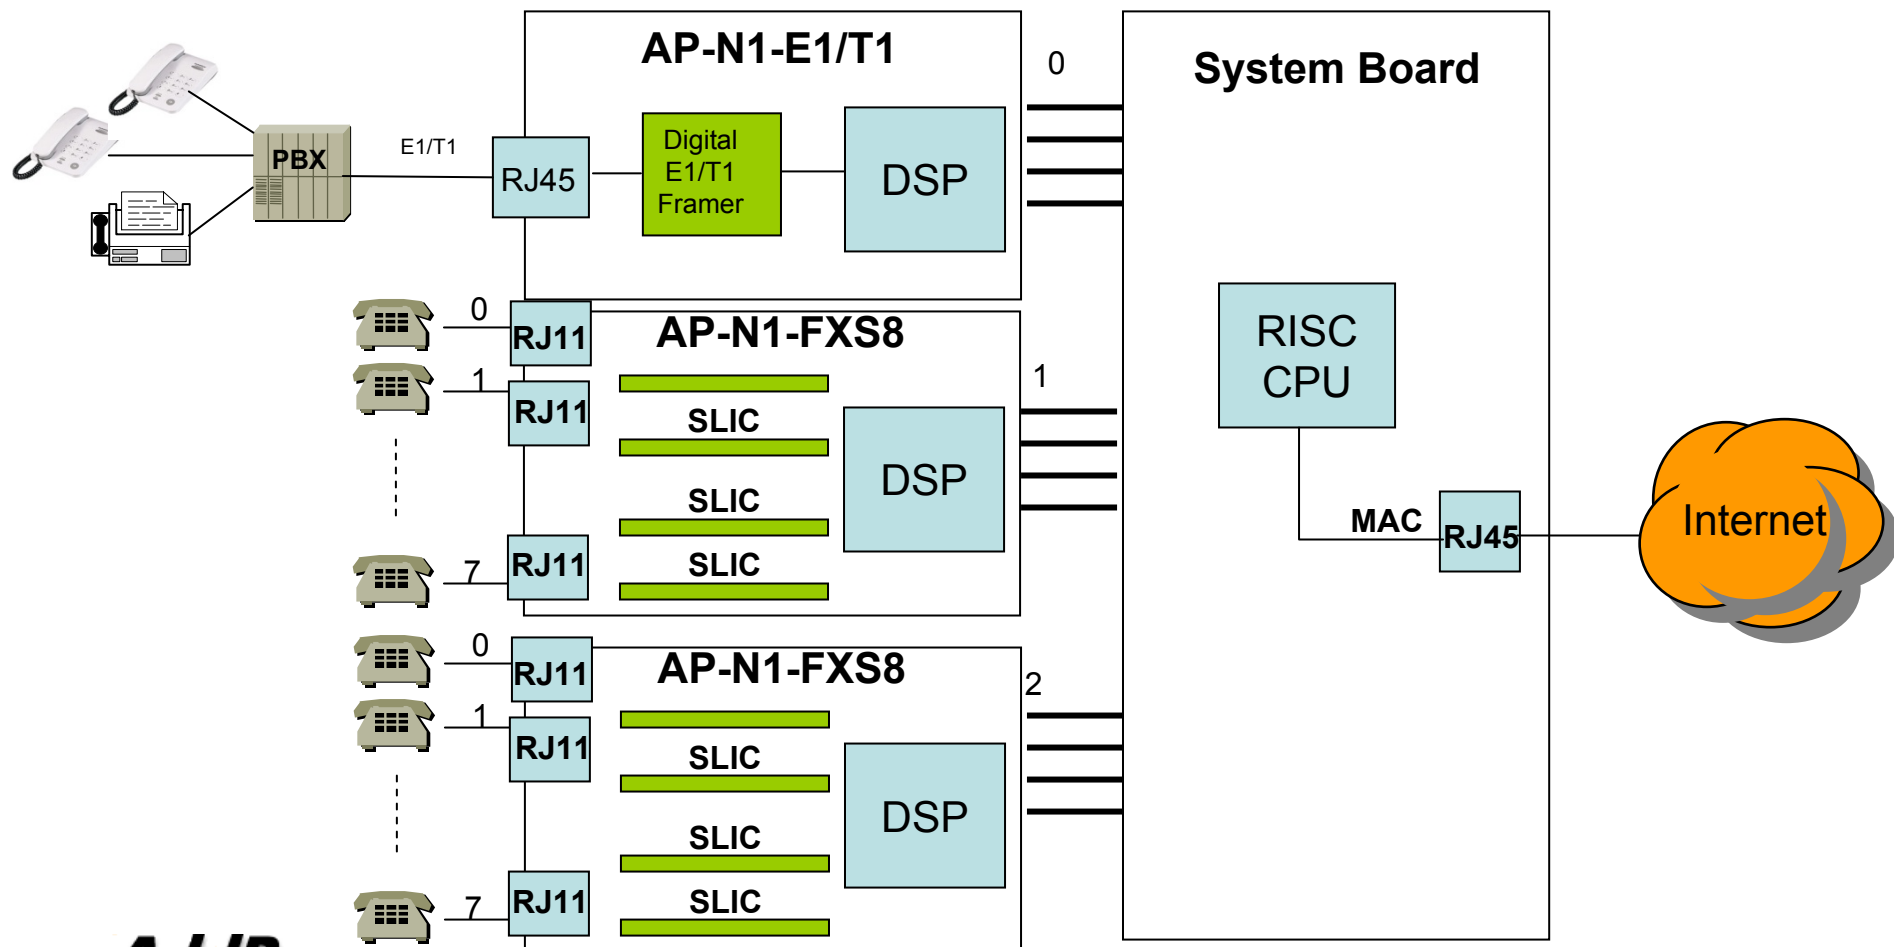 AP-N1-E1/T1
0
System Board
PBX
E1/T1
RJ45
Digital
E1/T1
Framer
DSP
0
RJ11
AP-N1-FXS8
1
RJ11
SLIC
SLIC
SLIC
DSP
1
7
RJ11
RISC
CPU
MAC
RJ45
Internet
0
RJ11
AP-N1-FXS8
2
1
RJ11
SLIC
SLIC
SLIC
DSP
7
RJ11